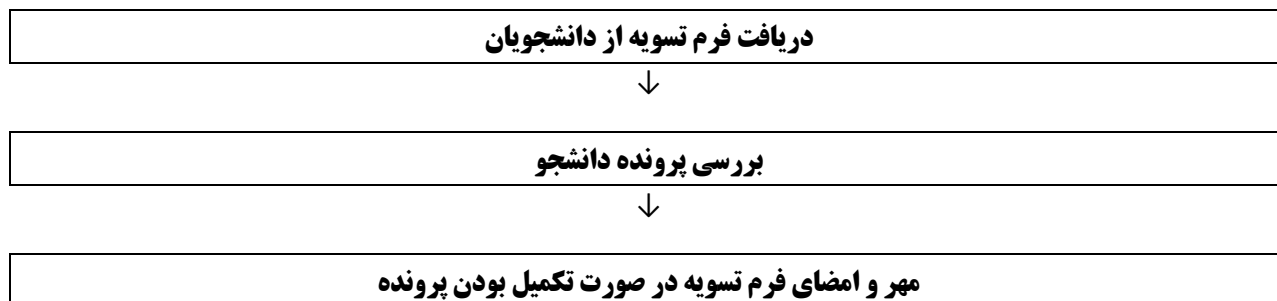 دریافت فرم تسویه از دانشجویان
↓
بررسی پرونده دانشجو
↓
مهر و امضای فرم تسویه در صورت تکمیل بودن پرونده